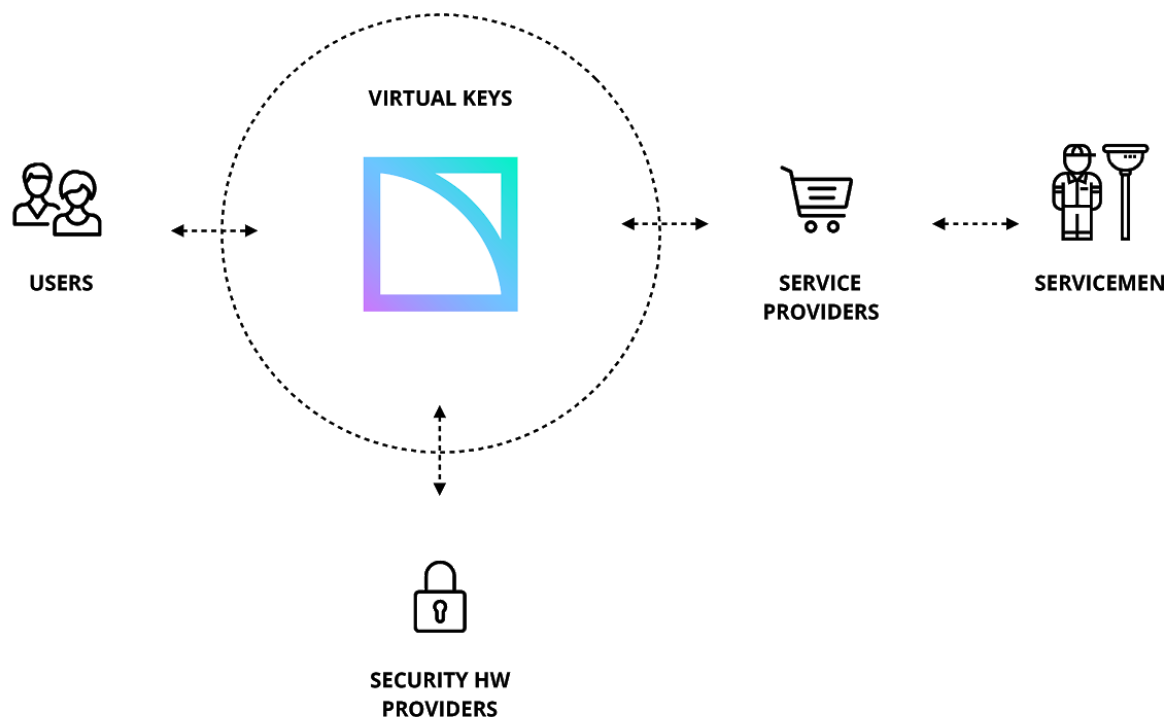 VIRTUAL KEYS
USERS
SERVICE
PROVIDERS
SERVICEMEN
SECURITY HW
PROVIDERS